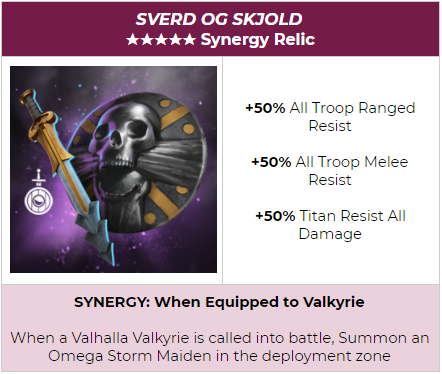 SVERD OG SKJOLD
★★★★★ Synergy Relic
+50% All Troop Ranged
Resist
+50% All Troop Melee
Resist
+50% Titan Resist All
Damage
SYNERGY: When Equipped to Valkyrie
When a Valhalla Valkyrie is called into battle, Summon an
Omega Storm Maiden in the deployment zone